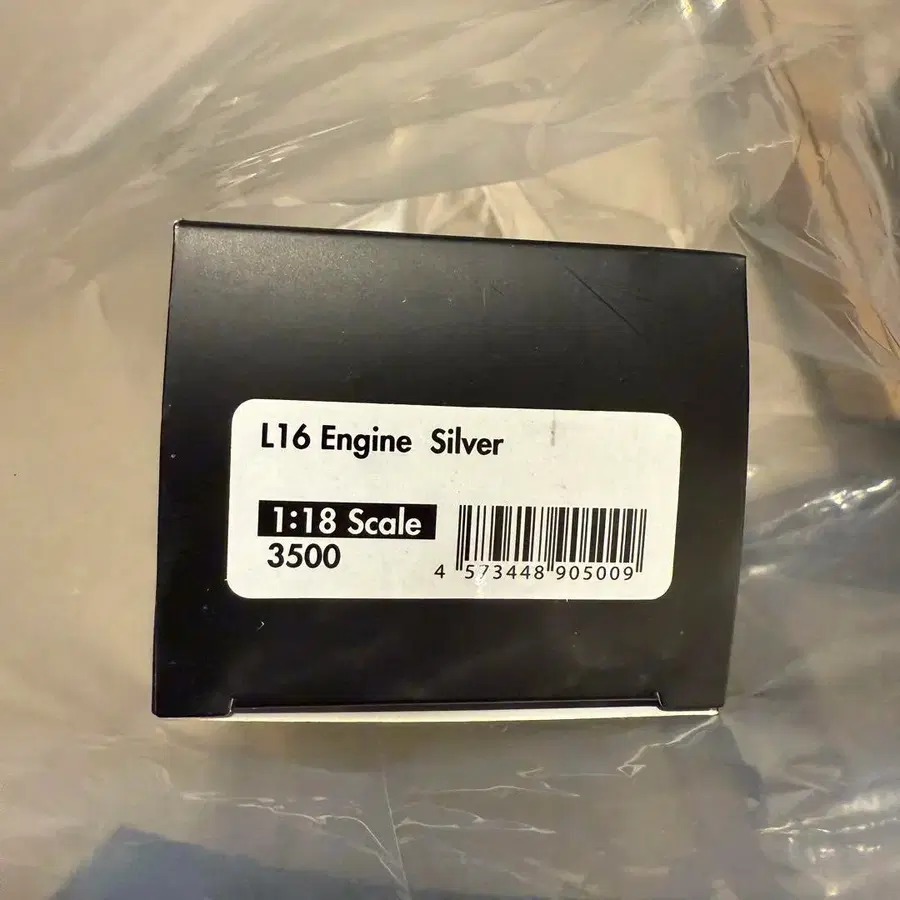 L16 Engine Silver
1:18 Scale
3500
4 573448 905009